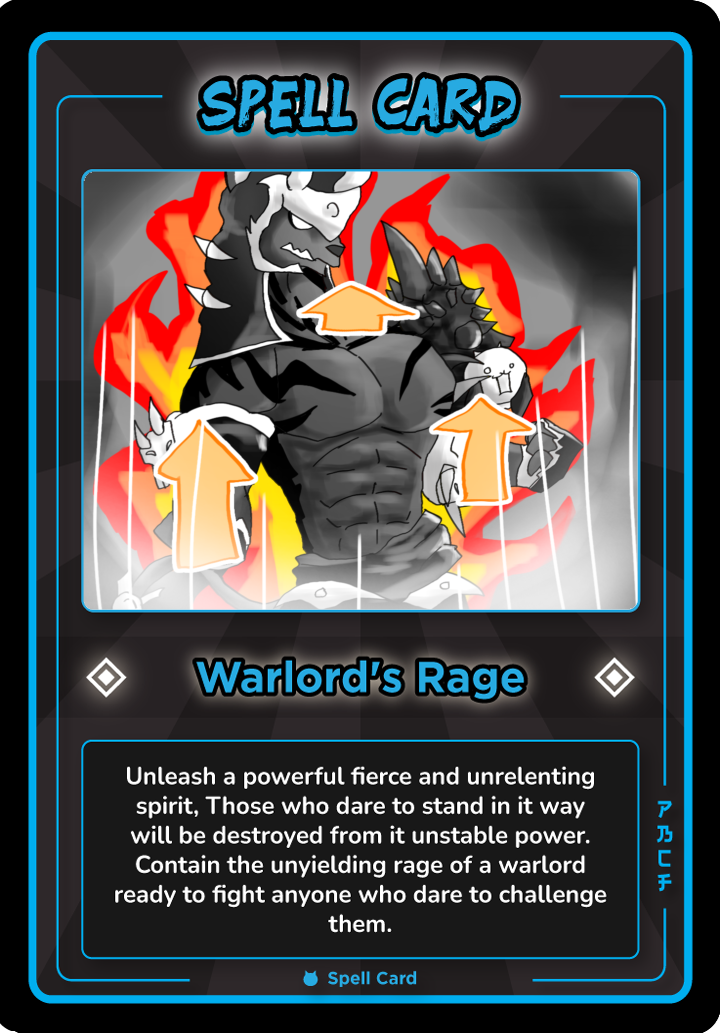 SPELL CARD
Warlord's Rage
Unleash a powerful fierce and unrelenting
spirit, Those who dare to stand in it way
will be destroyed from it unstable power.
Contain the unyielding rage of a warlord
ready to fight anyone who dare to challenge
them.
Spell Card